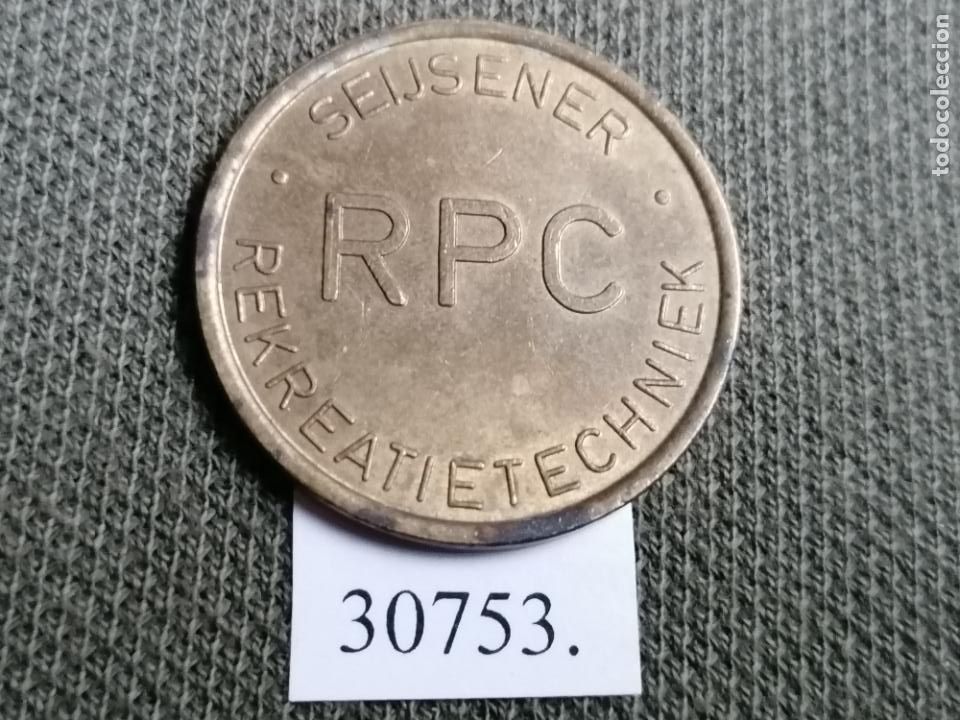 SEIJSENER
RPC
REKREATIETECHNIEK
30753.
todocoleccion